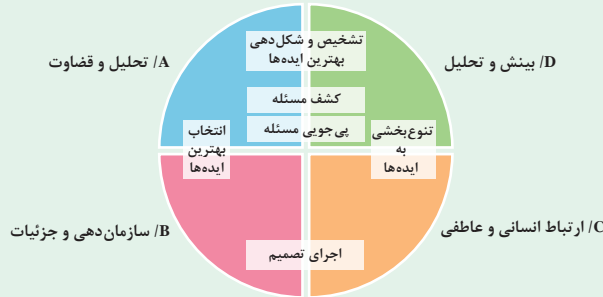 تشخیص و شکل‌دهی
بهترین ایده‌ها
D/ بینش و تحلیل
A/ تحلیل و قضاوت
کشف مسئله
پی‌جویی مسئله
تنوع‌بخشی
به
ایده‌ها
انتخاب
بهترین
ایده‌ها
C/ ارتباط انسانی و عاطفی
B/ سازمان‌دهی و جزئیات
اجرای تصمیم